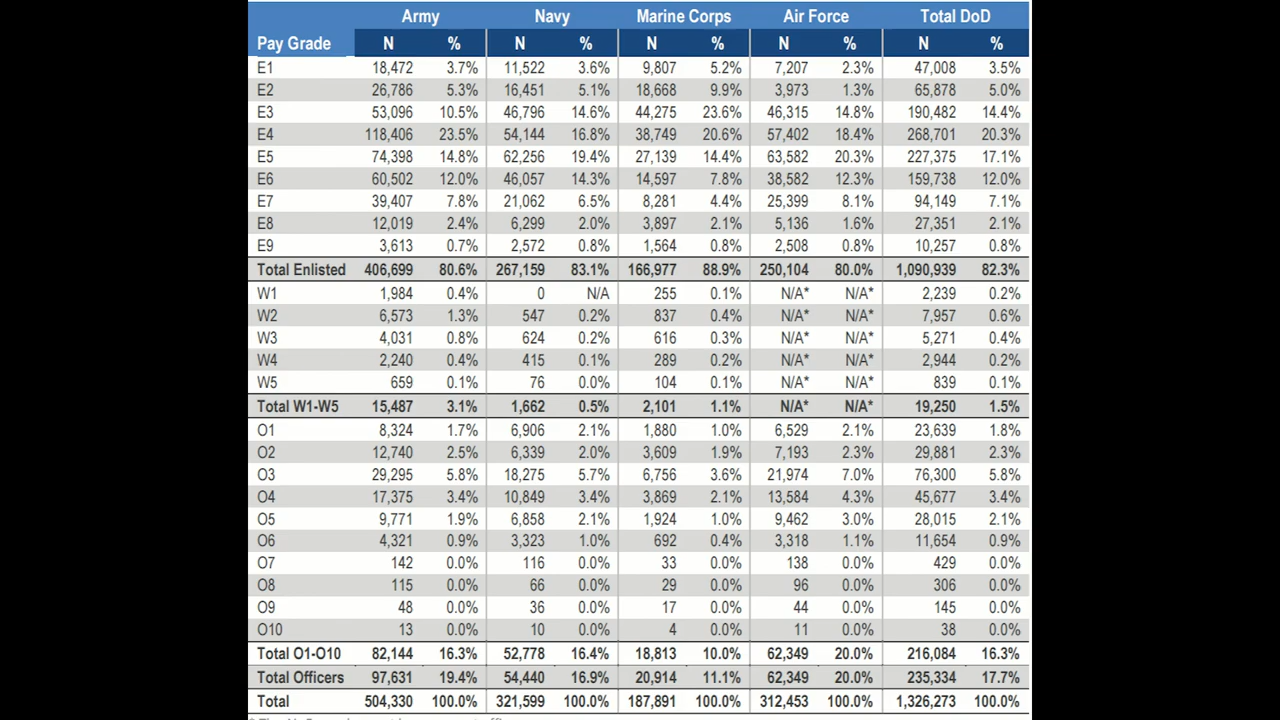 Army Navy Marine Corps Air Force Total DoD
Pay Grade N % N % N % N % N %
E1 18,472 3.7% 11,522 3.6% 9,807 5.2% 7,207 2.3% 47,008 3.5%
E2 26,786 5.3% 16,451 5.1% 18,668 9.9% 3,973 1.3% 65,878 5.0%
E3 53,096 10.5% 46,796 14.6% 44,275 23.6% 46,315 14.8% 190,482 14.4%
E4 118,406 23.5% 54,144 16.8% 38,749 20.6% 57,402 18.4% 268,701 20.3%
E5 74,398 14.8% 62,256 19.4% 27,139 14.4% 63,582 20.3% 227,375 17.1%
E6 60,502 12.0% 46,057 14.3% 14,597 7.8% 38,582 12.3% 159,738 12.0%
E7 39,407 7.8% 21,062 6.5% 8,281 4.4% 25,399 8.1% 94,149 7.1%
E8 12,019 2.4% 6,299 2.0% 3,897 2.1% 5,136 1.6% 27,351 2.1%
E9 3,613 0.7% 2,572 0.8% 1,564 0.8% 2,508 0.8% 10,257 0.8%
Total Enlisted 406,699 80.6% 267,159 83.1% 166,977 88.9% 250,104 80.0% 1,090,939 82.3%
W1 1,984 0.4% 0 N/A 255 0.1% N/A* N/A* 2,239 0.2%
W2 6,573 1.3% 547 0.2% 837 0.4% N/A* N/A* 7,957 0.6%
W3 4,031 0.8% 624 0.2% 616 0.3% N/A* N/A* 5,271 0.4%
W4 2,240 0.4% 415 0.1% 289 0.2% N/A* N/A* 2,944 0.2%
W5 659 0.1% 76 0.0% 104 0.1% N/A* N/A* 839 0.1%
Total W1-W5 15,487 3.1% 1,662 0.5% 2,101 1.1% N/A* N/A* 19,250 1.5%
O1 8,324 1.7% 6,906 2.1% 1,880 1.0% 6,529 2.1% 23,639 1.8%
O2 12,740 2.5% 6,339 2.0% 3,609 1.9% 7,193 2.3% 29,881 2.3%
O3 29,295 5.8% 18,275 5.7% 6,756 3.6% 21,974 7.0% 76,300 5.8%
O4 17,375 3.4% 10,849 3.4% 3,869 2.1% 13,584 4.3% 45,677 3.4%
O5 9,771 1.9% 6,858 2.1% 1,924 1.0% 9,462 3.0% 28,015 2.1%
O6 4,321 0.9% 3,323 1.0% 692 0.4% 3,318 1.1% 11,654 0.9%
O7 142 0.0% 116 0.0% 33 0.0% 138 0.0% 429 0.0%
O8 115 0.0% 66 0.0% 29 0.0% 96 0.0% 306 0.0%
O9 48 0.0% 36 0.0% 17 0.0% 44 0.0% 145 0.0%
O10 13 0.0% 10 0.0% 4 0.0% 11 0.0% 38 0.0%
Total O1-O10 82,144 16.3% 52,778 16.4% 18,813 10.0% 62,349 20.0% 216,084 16.3%
Total Officers 97,631 19.4% 54,440 16.9% 20,914 11.1% 62,349 20.0% 235,334 17.7%
Total 504,330 100.0% 321,599 100.0% 187,891 100.0% 312,453 100.0% 1,326,273 100.0%